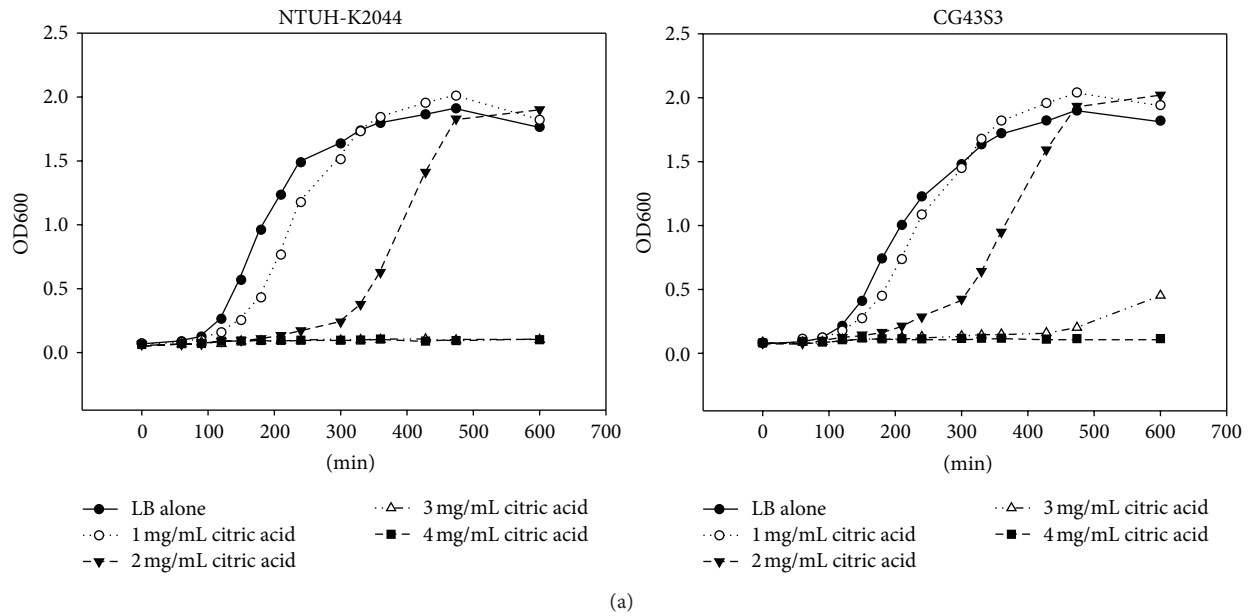 NTUH-K2044
2.5
2.0
1.5
1.0
0.5
0.0
OD600
0 100 200 300 400 500 600 700
(min)
LB alone
1 mg/mL citric acid
2 mg/mL citric acid
3 mg/mL citric acid
4 mg/mL citric acid
CG43S3
2.5
2.0
1.5
1.0
0.5
0.0
OD600
0 100 200 300 400 500 600 700
(min)
LB alone
1 mg/mL citric acid
2 mg/mL citric acid
3 mg/mL citric acid
4 mg/mL citric acid
(a)